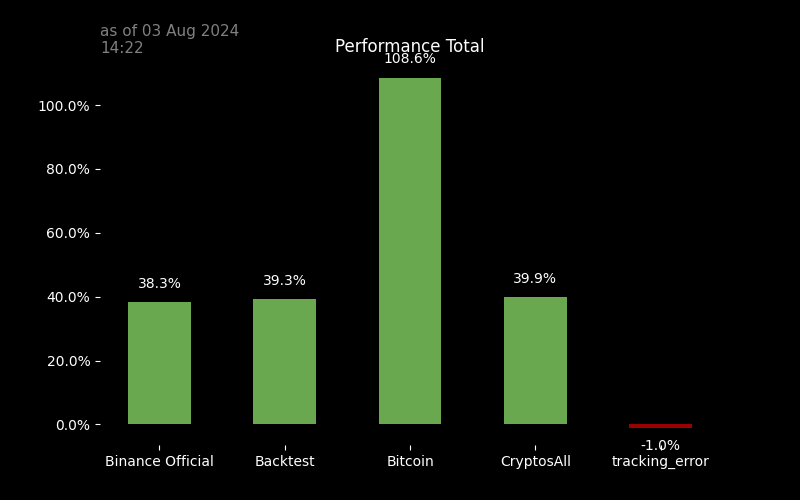 as of 03 Aug 2024
14:22
Performance Total
108.6%
100.0%
80.0%
60.0%
40.0%
20.0%
0.0%
38.3%
39.3%
39.9%
-1.0%
Binance Official
Backtest
Bitcoin
CryptosAll
tracking_error